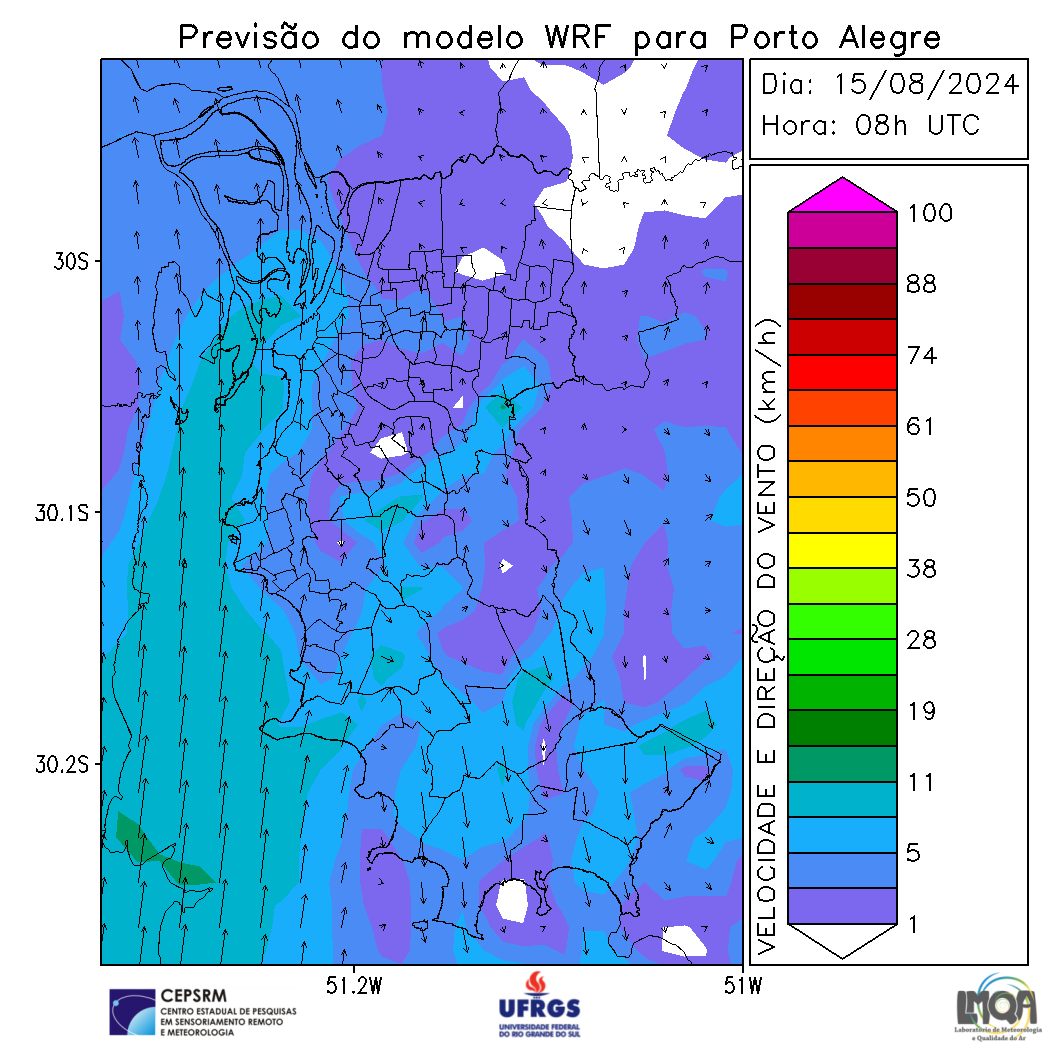 Previsão do modelo WRF para Porto Alegre
Dia: 15/08/2024
Hora: 08h UTC
30S
30.1S
30.2S
51.2W
51W
VELOCIDADE E DIREÇÃO DO VENTO (km/h)
100
88
74
61
50
38
28
19
11
5
1
CEPSRM
CENTRO ESTADUAL DE PESQUISAS
EM SENSORIAMENTO REMOTO
E METEOROLOGIA
UFRGS
UNIVERSIDADE FEDERAL
DO RIO GRANDE DO SUL
LMQA
Laboratório de Meteorologia
e Qualidade do Ar